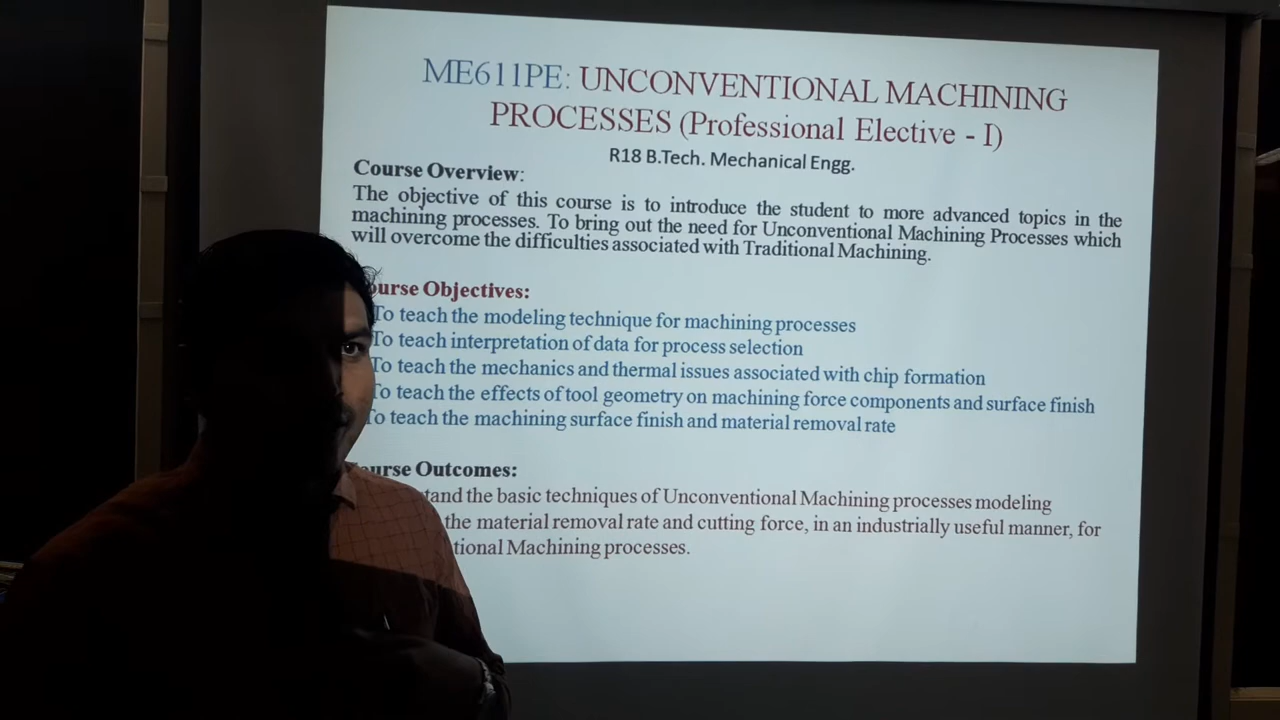 ME611PE: UNCONVENTIONAL MACHINING
PROCESSES (Professional Elective - I)
R18 B.Tech. Mechanical Engg.
Course Overview:
The objective of this course is to introduce the student to more advanced topics in the
machining processes. To bring out the need for Unconventional Machining Processes which
will overcome the difficulties associated with Traditional Machining.
ourse Objectives:
To teach the modeling technique for machining processes
To teach interpretation of data for process selection
To teach the mechanics and thermal issues associated with chip formation
To teach the effects of tool geometry on machining force components and surface finish
To teach the machining surface finish and material removal rate
ourse Outcomes:
tand the basic techniques of Unconventional Machining processes modeling
the material removal rate and cutting force, in an industrially useful manner, for
tional Machining processes.